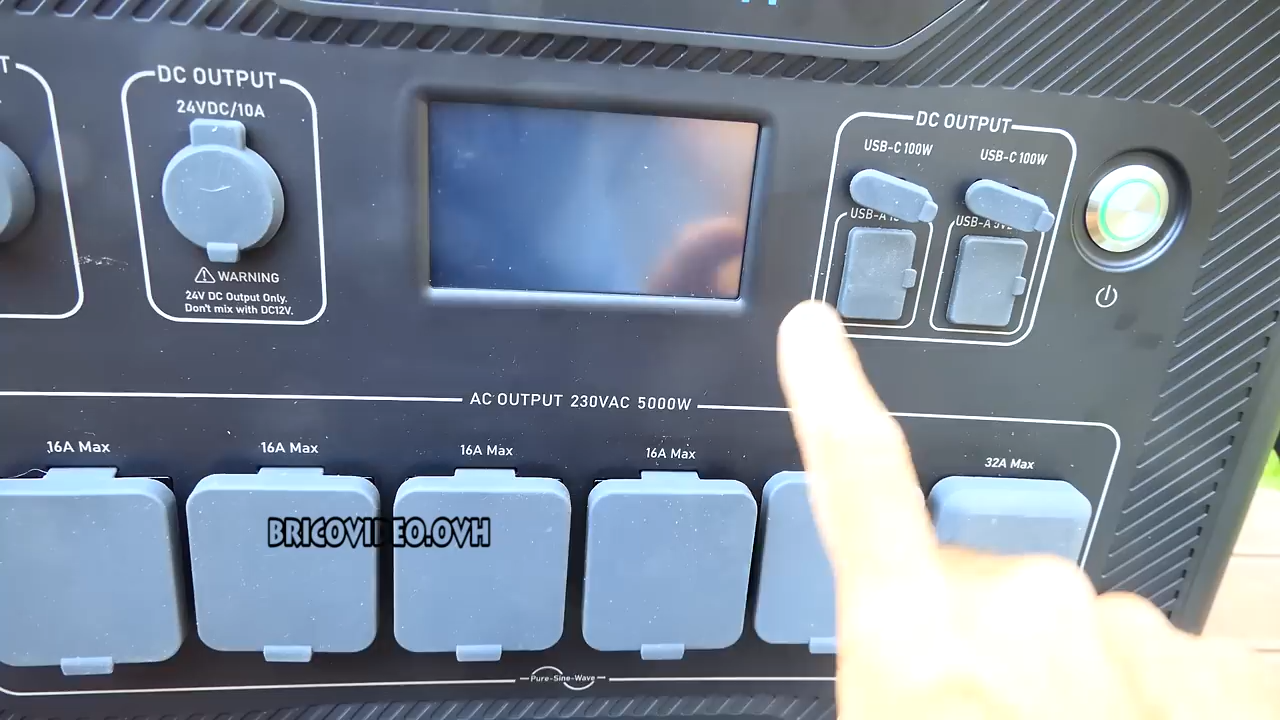 DC OUTPUT
24VDC/10A
WARNING
24V DC Output Only.
Don't mix with DC12V.
DC OUTPUT
USB-C 100W
USB-C 100W
USB-A
USB-A
AC OUTPUT 230VAC 5000W
16A Max
16A Max
16A Max
16A Max
32A Max
BRICOVIDEO.OVH
Pure-Sine-Wave